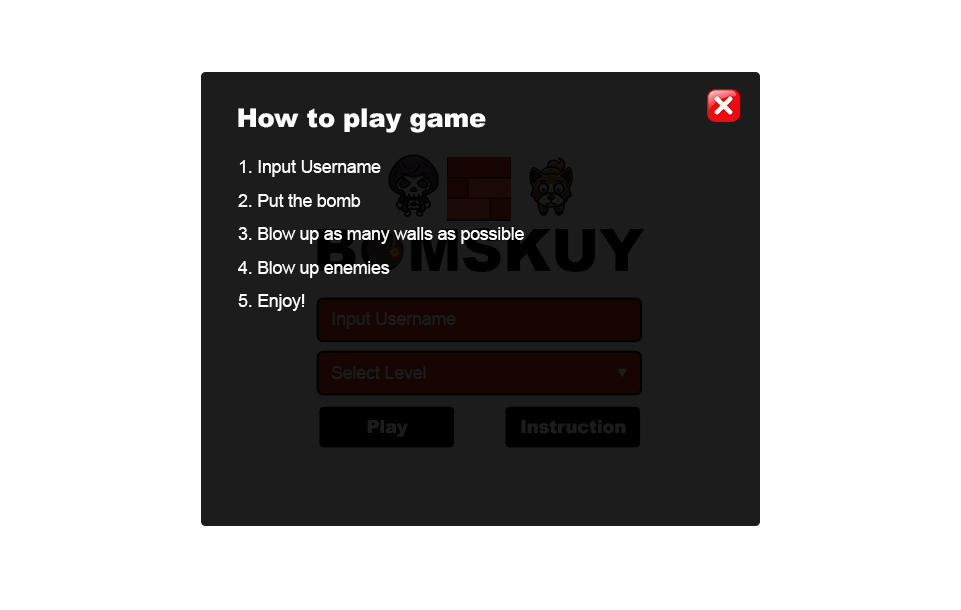 How to play game
1. Input Username
2. Put the bomb
3. Blow up as many walls as possible
BOMSKUY
4. Blow up enemies
5. Enjoy!
Input Username
Select Level
Play
Instruction